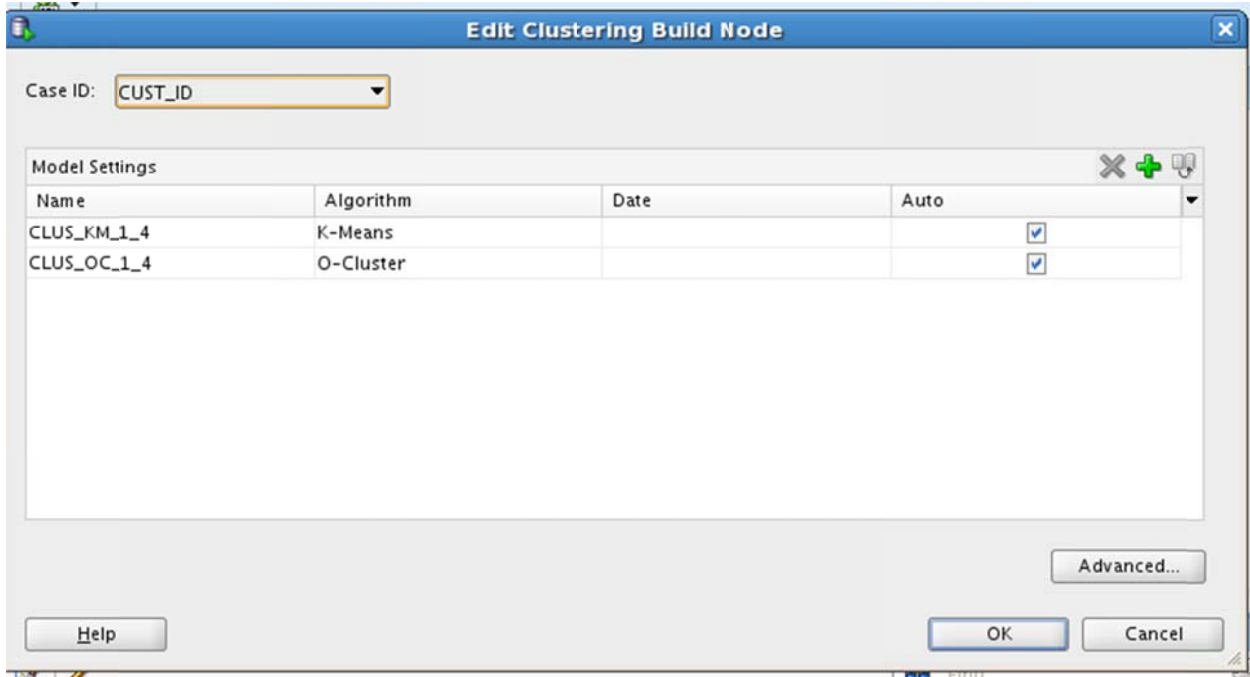 Edit Clustering Build Node
Case ID: CUST_ID
Model Settings
Name Algorithm Date Auto
CLUS_KM_1_4 K-Means
CLUS_OC_1_4 O-Cluster
Advanced...
Help OK Cancel